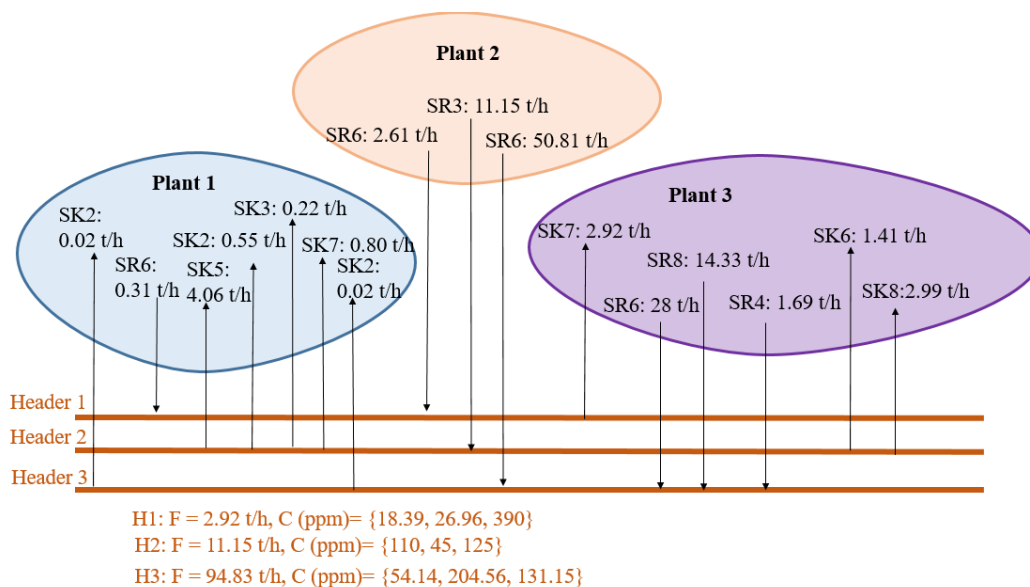 Plant 2
SR3: 11.15 t/h
SR6: 2.61 t/h
SR6: 50.81 t/h
Plant 1
SK2:
0.02 t/h
SR6:
0.31 t/h
SK2: 0.55 t/h
SK5:
4.06 t/h
SK3: 0.22 t/h
SK7: 0.80 t/h
SK2:
0.02 t/h
Plant 3
SK7: 2.92 t/h
SR8: 14.33 t/h
SR6: 28 t/h
SR4: 1.69 t/h
SK6: 1.41 t/h
SK8:2.99 t/h
Header 1
Header 2
Header 3
H1: F = 2.92 t/h, C (ppm)= {18.39, 26.96, 390}
H2: F = 11.15 t/h, C (ppm)= {110, 45, 125}
H3: F = 94.83 t/h, C (ppm)= {54.14, 204.56, 131.15}